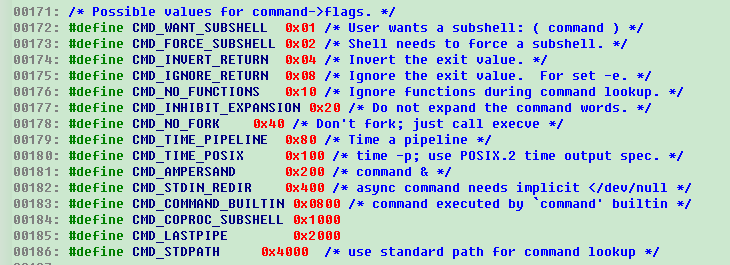 00171: /* Possible values for command->flags. */
00172: #define CMD_WANT_SUBSHELL  0x01 /* User wants a subshell: ( command ) */
00173: #define CMD_FORCE_SUBSHELL 0x02 /* Shell needs to force a subshell. */
00174: #define CMD_INVERT_RETURN  0x04 /* Invert the exit value. */
00175: #define CMD_IGNORE_RETURN  0x08 /* Ignore the exit value.  For set -e. */
00176: #define CMD_NO_FUNCTIONS   0x10 /* Ignore functions during command lookup. */
00177: #define CMD_INHIBIT_EXPANSION 0x20 /* Do not expand the command words. */
00178: #define CMD_NO_FORK    0x40 /* Don't fork; just call execve */
00179: #define CMD_TIME_PIPELINE  0x80 /* Time a pipeline */
00180: #define CMD_TIME_POSIX     0x100 /* time -p; use POSIX.2 time output spec. */
00181: #define CMD_AMPERSAND      0x200 /* command & */
00182: #define CMD_STDIN_REDIR    0x400 /* async command needs implicit </dev/null */
00183: #define CMD_COMMAND_BUILTIN 0x0800 /* command executed by `command' builtin */
00184: #define CMD_COPROC_SUBSHELL 0x1000
00185: #define CMD_LASTPIPE        0x2000
00186: #define CMD_STDPATH     0x4000  /* use standard path for command lookup */